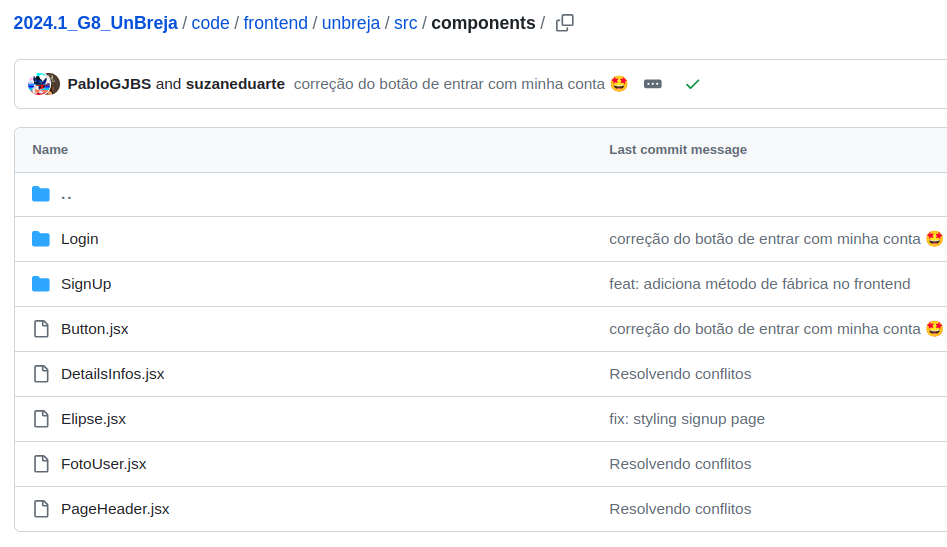 2024.1_G8_UnBreja / code / frontend / unbreja / src / components /
PabloGJBS and suzaneduarte correção do botão de entrar com minha conta 🤩
Name Last commit message
..
Login correção do botão de entrar com minha conta 🤩
SignUp feat: adiciona método de fábrica no frontend
Button.jsx correção do botão de entrar com minha conta 🤩
DetailsInfos.jsx Resolvendo conflitos
Elipse.jsx fix: styling signup page
FotoUser.jsx Resolvendo conflitos
PageHeader.jsx Resolvendo conflitos